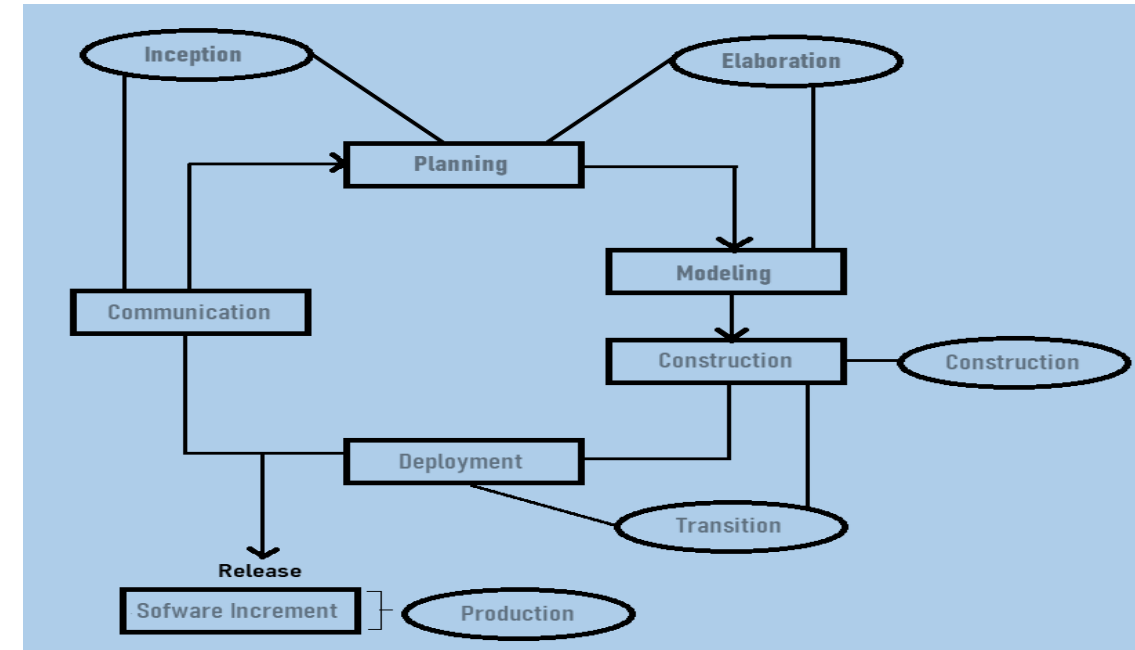 Inception
Elaboration
Planning
Modeling
Communication
Construction
Construction
Deployment
Transition
Release
Sofware Increment
Production